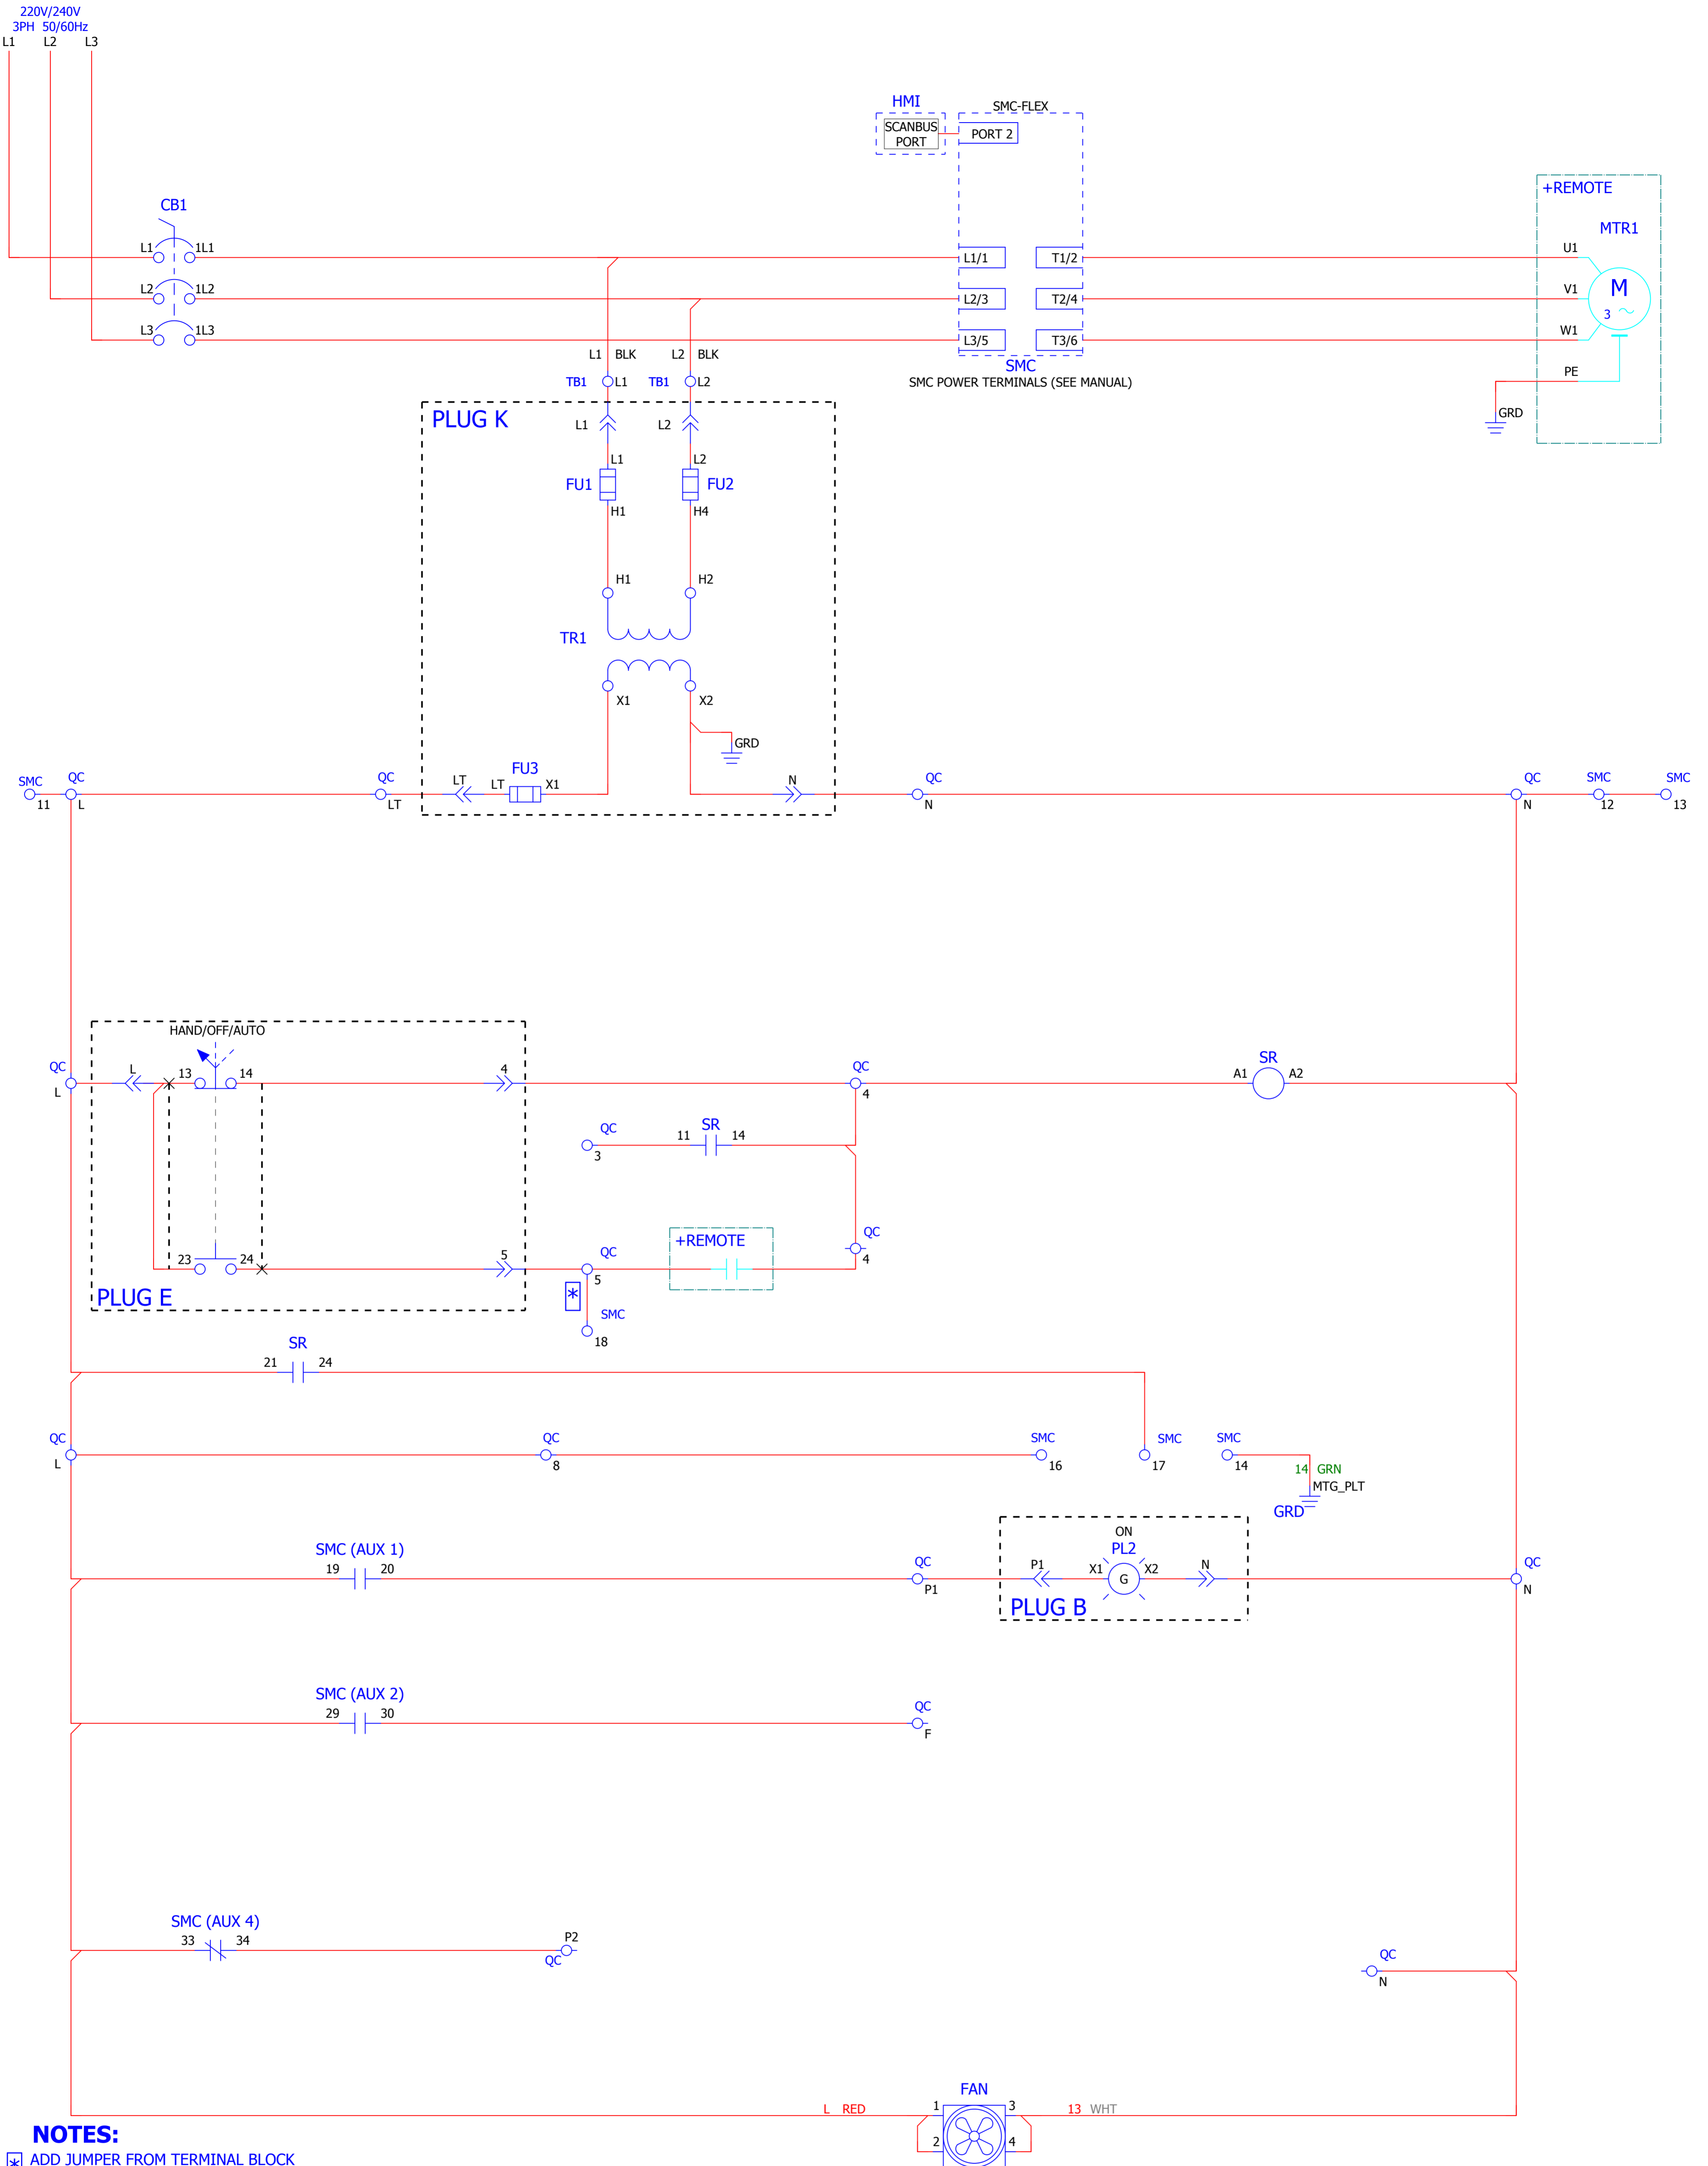 220V/240V
3PH 50/60Hz
L1 L2 L3
HMI
SMC-FLEX
SCANBUS
PORT
PORT 2
+REMOTE
MTR1
CB1
L1 1L1
L1/1 T1/2
U1
L2 1L2
L2/3 T2/4
V1
M
3
L3 1L3
L3/5 T3/6
W1
SMC
SMC POWER TERMINALS (SEE MANUAL)
PE
GRD
L1 BLK L2 BLK
TB1 L1 TB1 L2
PLUG K
L1 L2
L1 L2
FU1 FU2
H1 H4
H1 H2
TR1
X1 X2
GRD
SMC QC QC LT LT FU3 X1 N QC QC SMC SMC
11 L LT N N 12 13
HAND/OFF/AUTO
QC L 13 14 4 QC A1 SR A2
L 4
QC 11 SR 14
3
+REMOTE
QC
4
23 24 5 QC
5
PLUG E
*
SMC
18
SR
21 24
QC QC SMC SMC SMC
L 8 16 17 14
14 GRN
MTG_PLT
GRD
SMC (AUX 1)
19 20
QC
P1
ON
PL2
P1 X1 G X2 N
PLUG B
QC
N
SMC (AUX 2)
29 30
QC
F
SMC (AUX 4)
33 34
P2
QC
QC
N
FAN
L RED 1 3 13 WHT
2 4
NOTES:
* ADD JUMPER FROM TERMINAL BLOCK